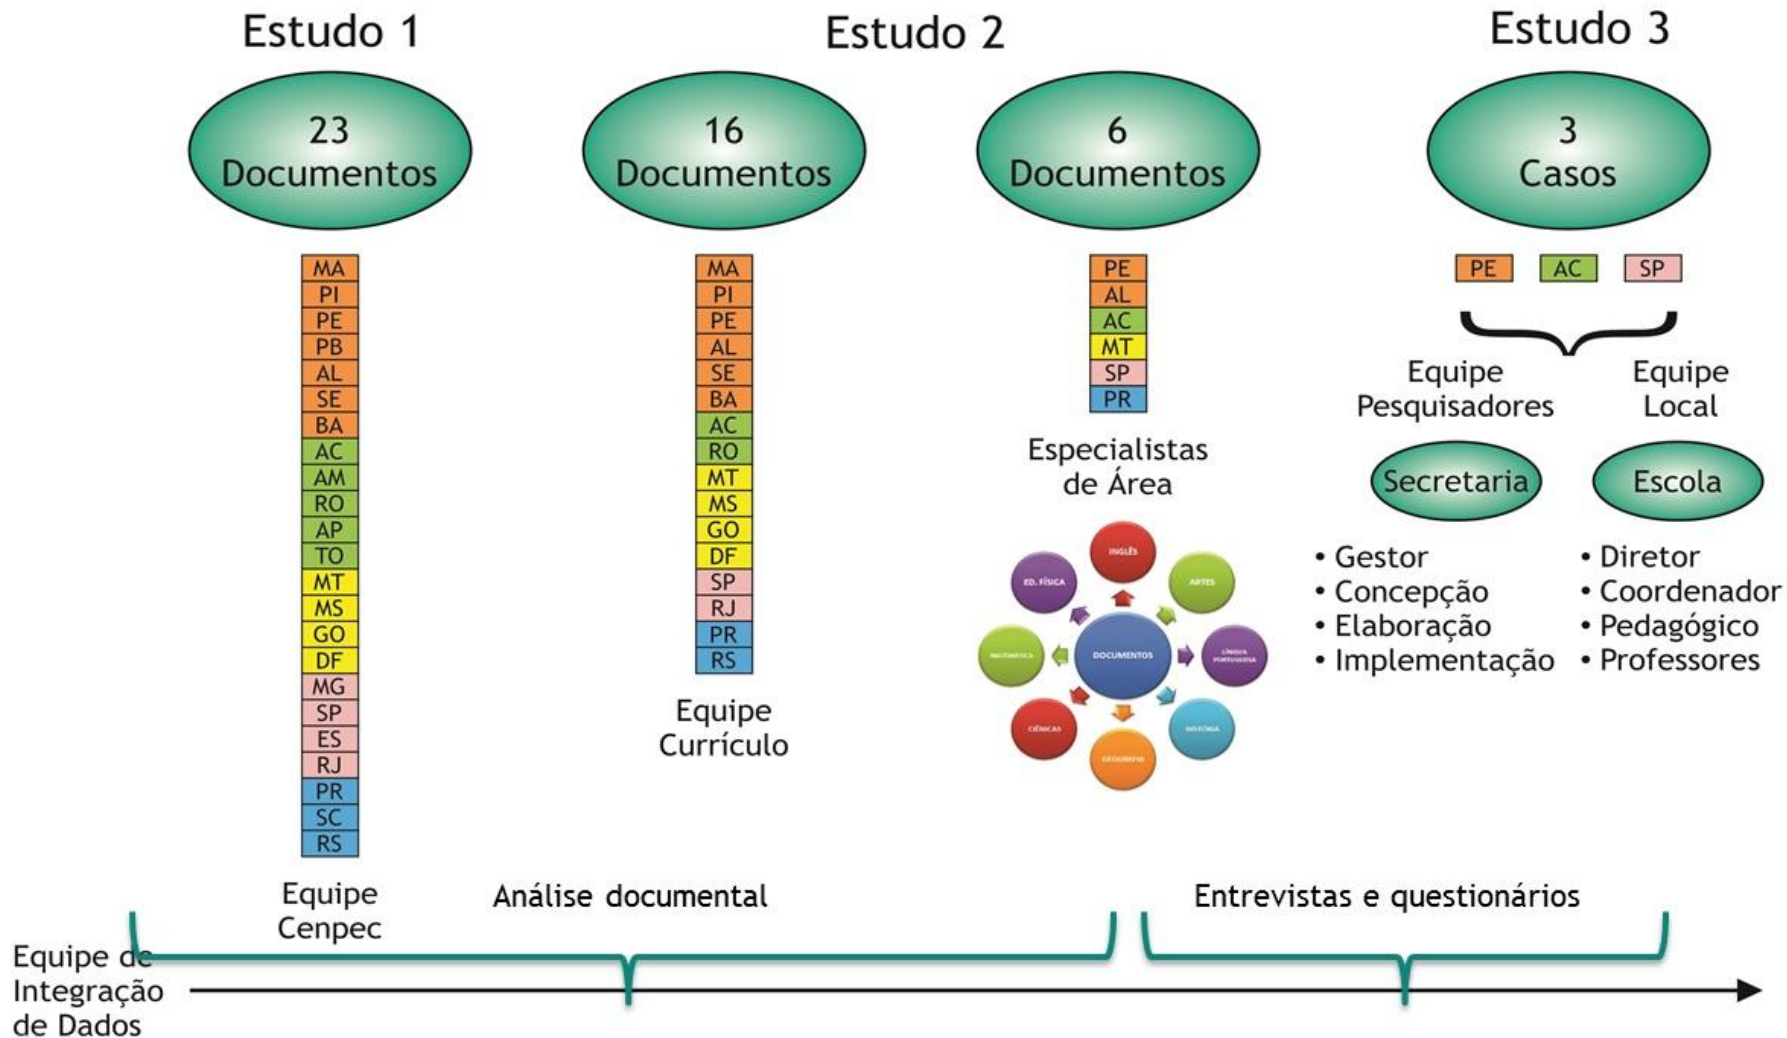 Estudo 1
23
Documentos
MA
PI
PE
PB
AL
SE
BA
AC
AM
RO
AP
TO
MT
MS
GO
DF
MG
SP
ES
RJ
PR
SC
RS
Equipe
Cenpec
Estudo 2
16
Documentos
MA
PI
PE
AL
SE
BA
AC
RO
MT
MS
GO
DF
SP
RJ
PR
RS
Equipe
Currículo
6
Documentos
PE
AL
AC
MT
SP
PR
Especialistas
de Área
INGLÊS
ARTES
LÍNGUA
PORTUGUESA
HISTÓRIA
GEOGRAFIA
CIÊNICAS
MATEMÁTICA
ED. FÍSICA
DOCUMENTOS
Estudo 3
3
Casos
PE
AC
SP
Equipe
Pesquisadores
Secretaria
• Gestor
• Concepção
• Elaboração
• Implementação
Equipe
Local
Escola
• Diretor
• Coordenador
• Pedagógico
• Professores
Análise documental
Entrevistas e questionários
Equipe de
Integração
de Dados